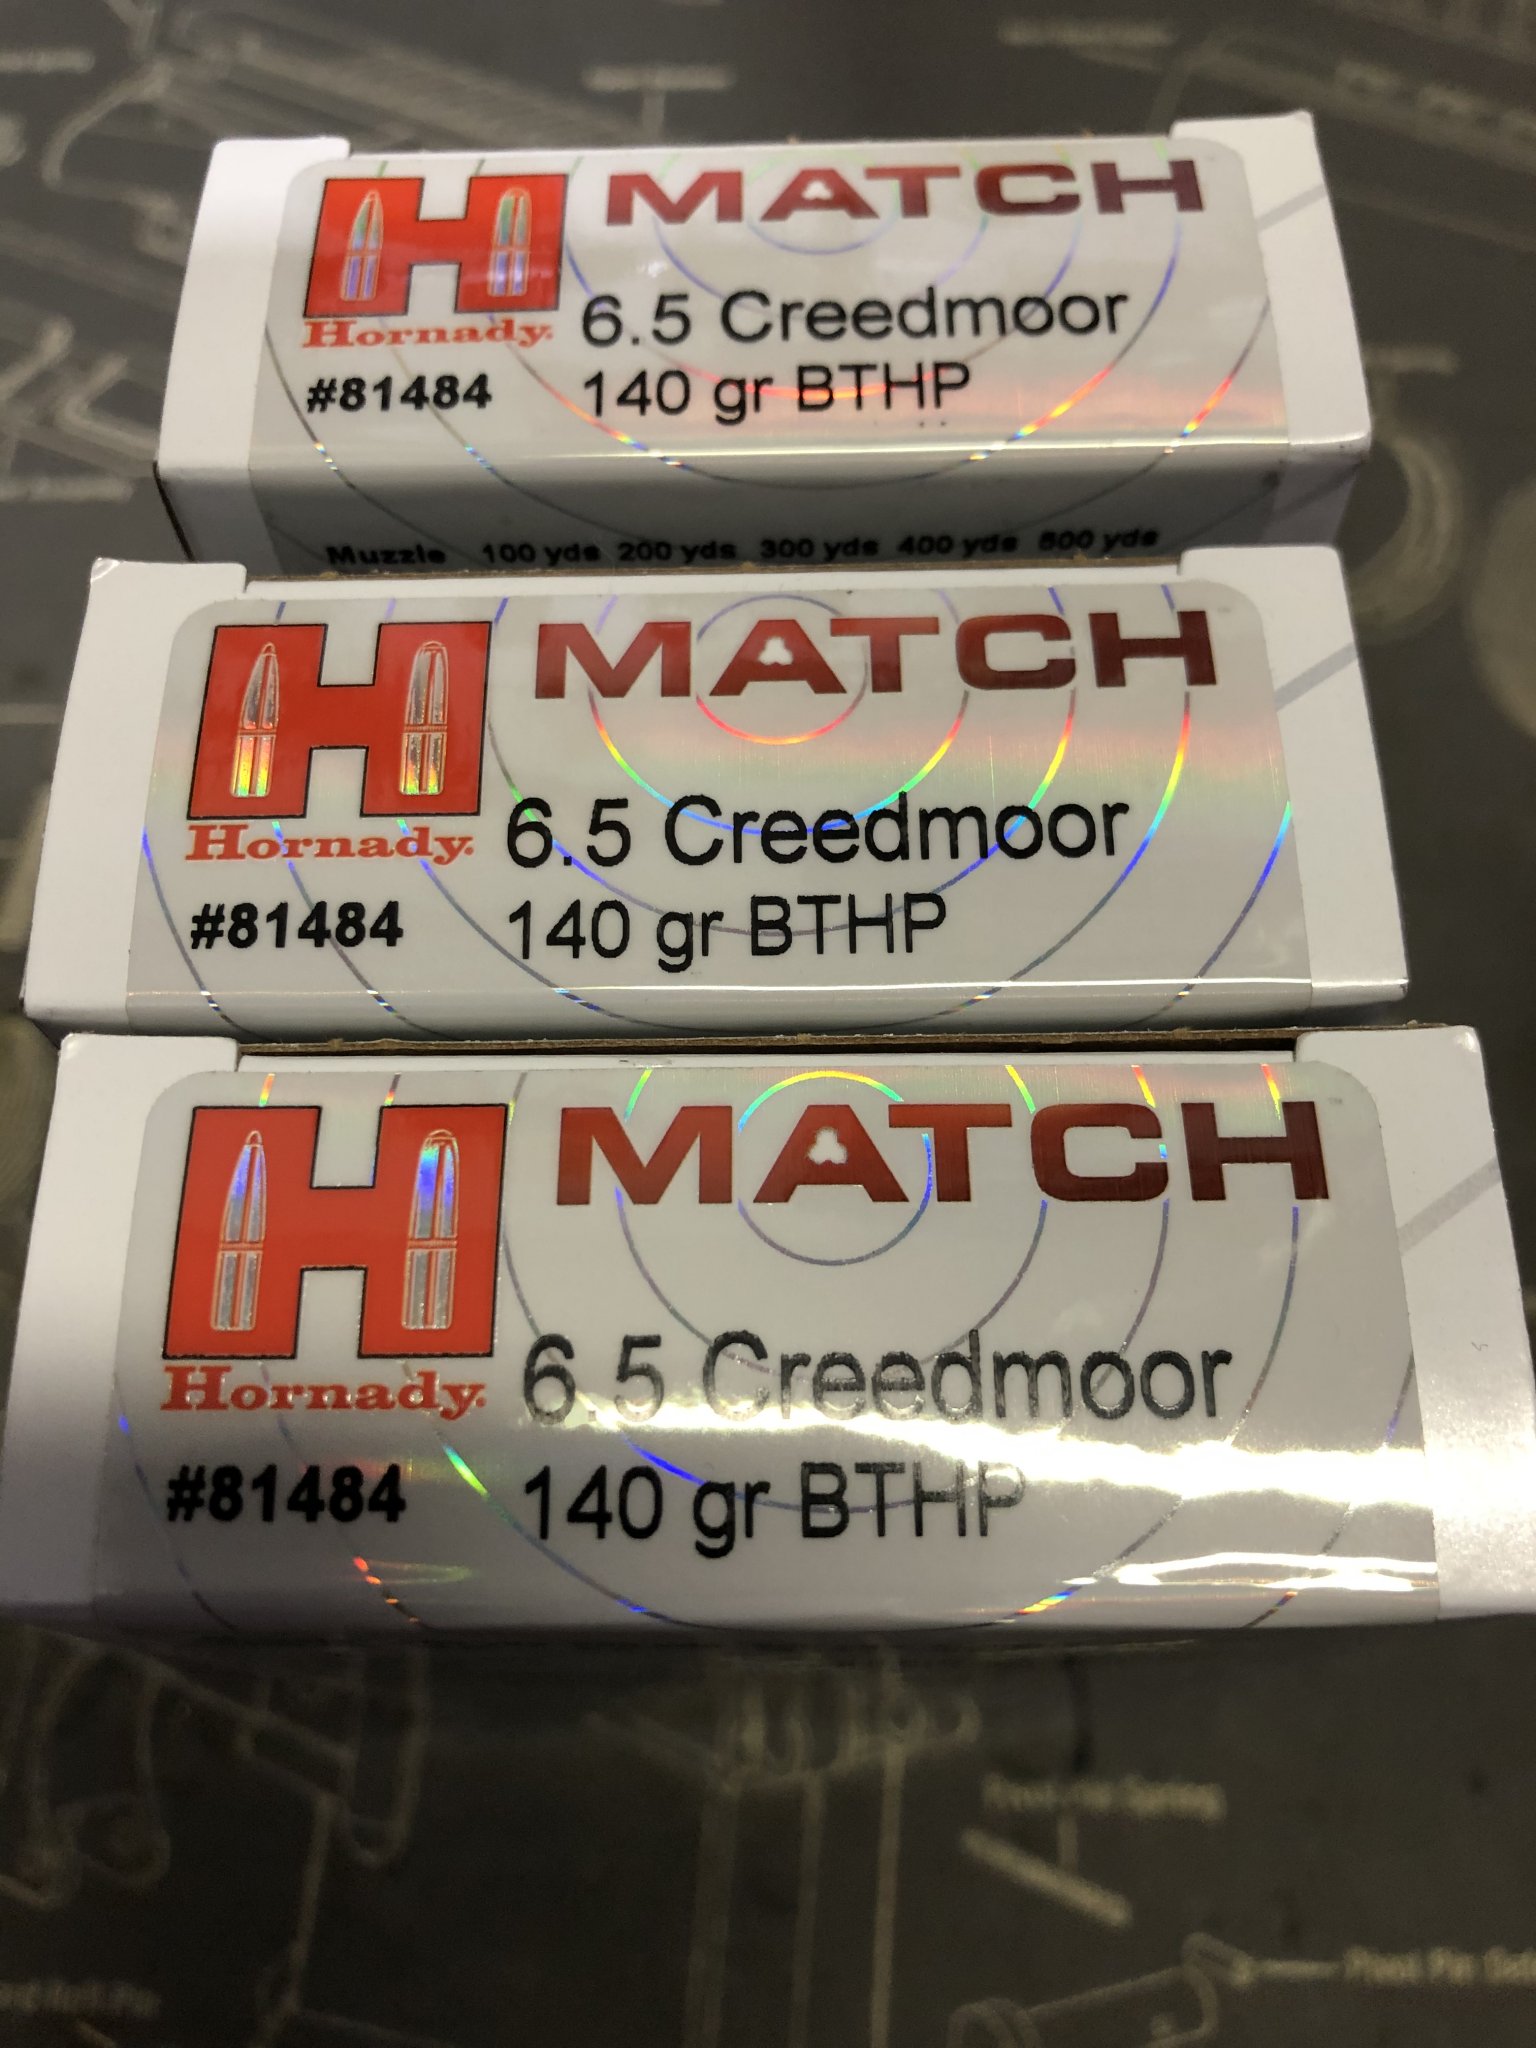 MATCH
Hornady
6.5 Creedmoor
#81484
140 gr BTHP
Muzzle 100 yds 200 yds 300 yds 400 yds 500 yds
MATCH
Hornady
6.5 Creedmoor
#81484
140 gr BTHP
MATCH
Hornady
6.5 Creedmoor
#81484
140 gr BTHP